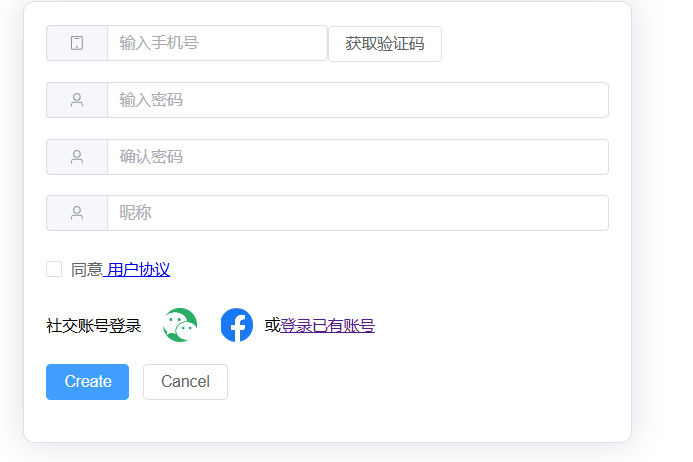 输入手机号 获取验证码
输入密码
确认密码
昵称
同意 用户协议
社交账号登录 或登录已有账号
Create Cancel